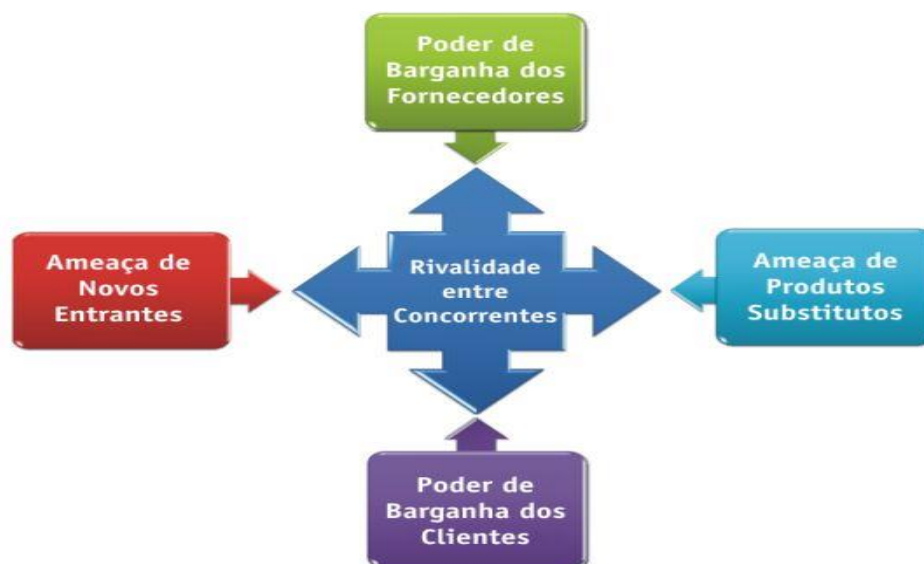 Poder de
Barganha dos
Fornecedores
Ameaça de
Novos
Entrantes
Rivalidade
entre
Concorrentes
Ameaça de
Produtos
Substitutos
Poder de
Barganha dos
Clientes